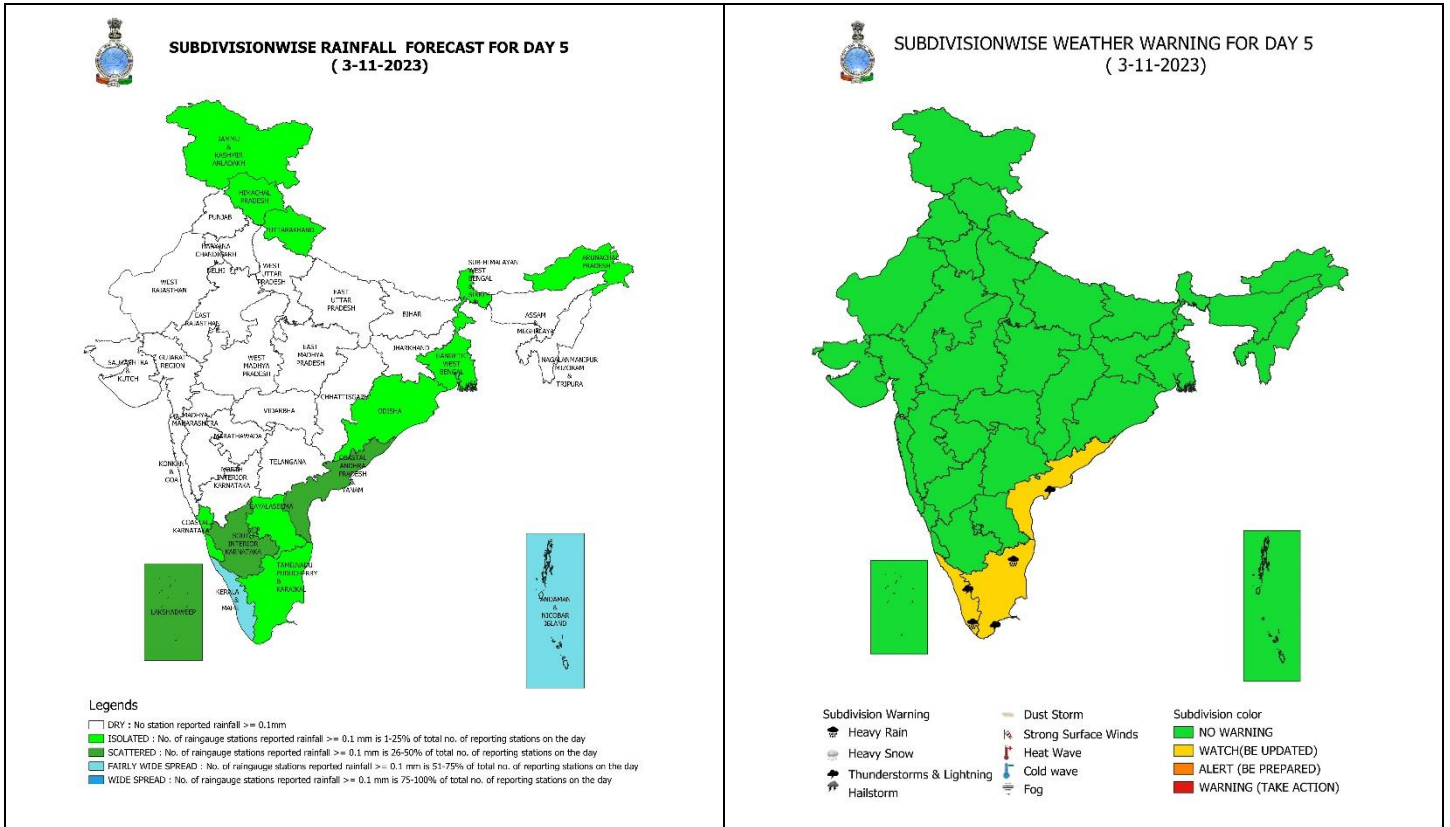 SUBDIVISIONWISE RAINFALL FORECAST FOR DAY 5
( 3-11-2023)
JAMMU
&
KASHMIR
ANLADAKH
HIMACHAL
PRADESH
PUNJAB
UTTARAKHAND
HARYANA
CHANDIGARH
&
DELHI
WEST
UTTAR
PRADESH
WEST
RAJASTHAN
EAST
RAJASTHAN
EAST
UTTAR
PRADESH
BIHAR
SUB-HIMALAYAN
WEST
BENGAL
&
ARUNACHAL
PRADESH
ASSAM
&
MEGHALAYA
NAGALANMANIPUR
MIZORAM
&
TRIPURA
JHARKHAND
GANGETIC
WEST
BENGAL
SAURASHTRA
&
KUTCH
GUJARAT
REGION
WEST
MADHYA
PRADESH
EAST
MADHYA
PRADESH
CHHATTISGARH
ODISHA
VIDARBHA
MADHYA
MAHARASHTRA
MARATHAWADA
KONKAN
&
GOA
TELANGANA
NORTH
INTERIOR
KARNATAKA
COASTAL
ANDHRA
PRADESH
&
YANAM
RAYALASEEMA
COASTAL
KARNATAKA
SOUTH
INTERIOR
KARNATAKA
TAMILNADU
PUDUCHERRY
&
KARAIKAL
KERALA
&
MAHE
LAKSHADWEEP
ANDAMAN
&
NICOBAR
ISLAND
Legends
DRY : No station reported rainfall >= 0.1mm
ISOLATED : No. of raingauge stations reported rainfall >= 0.1 mm is 1-25% of total no. of reporting stations on the day
SCATTERED : No. of raingauge stations reported rainfall >= 0.1 mm is 26-50% of total no. of reporting stations on the day
FAIRLY WIDE SPREAD : No. of raingauge stations reported rainfall >= 0.1 mm is 51-75% of total no. of reporting stations on the day
WIDE SPREAD : No. of raingauge stations reported rainfall >= 0.1 mm is 75-100% of total no. of reporting stations on the day
SUBDIVISIONWISE WEATHER WARNING FOR DAY 5
( 3-11-2023)
Subdivision Warning
Heavy Rain
Heavy Snow
Thunderstorms & Lightning
Hailstorm
Dust Storm
Strong Surface Winds
Heat Wave
Cold wave
Fog
Subdivision color
NO WARNING
WATCH(BE UPDATED)
ALERT (BE PREPARED)
WARNING (TAKE ACTION)